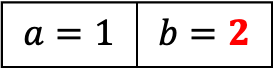 a = 1 b = 2